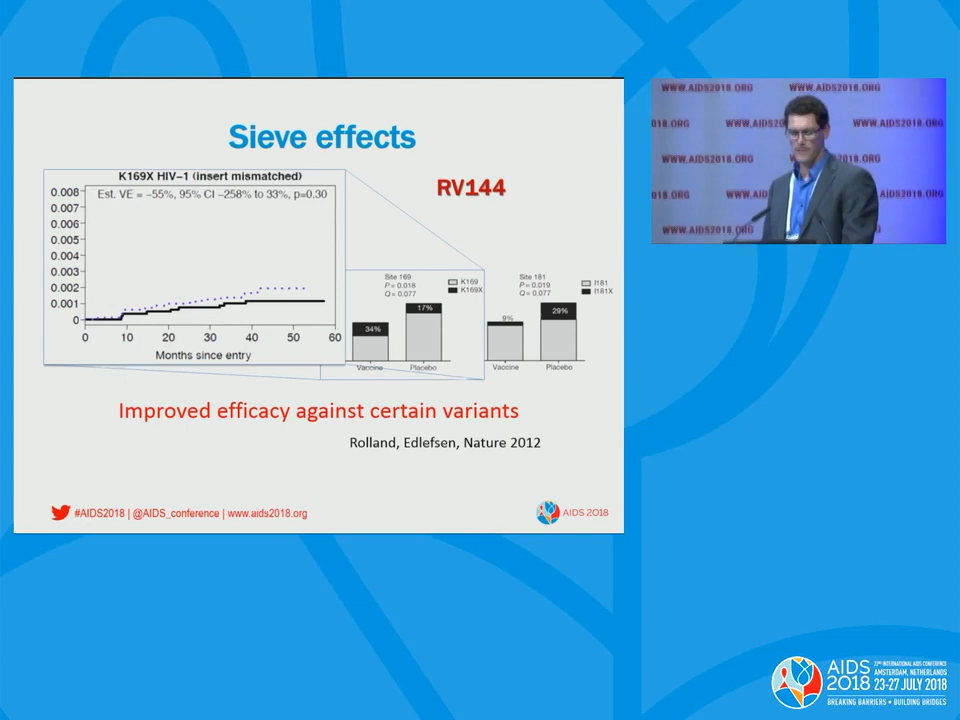 Sieve effects
K169X HIV–1 (insert mismatched)
Est. VE = −55%, 95% CI −258% to 33%, p=0.30
0.008
0.007
0.006
0.005
0.004
0.003
0.002
0.001
0
0 10 20 30 40 50 60
Months since entry
RV144
Site 169
P = 0.018
Q = 0.077
K169
K169X
34%
17%
Vaccine Placebo
Site 181
P = 0.019
Q = 0.077
I181
I181X
9%
29%
Vaccine Placebo
Improved efficacy against certain variants
Rolland, Edlefsen, Nature 2012
#AIDS2018 | @AIDS_conference | www.aids2018.org
AIDS 2018
WWW.AIDS2018.ORG WWW.AIDS2018.ORG
018.ORG WWW.AIDS2 WWW.AIDS2018.ORG
WWW.AIDS2018.ORG
018.ORG
WWW.AIDS2018.ORG
AIDS 2018
22ND INTERNATIONAL AIDS CONFERENCE
AMSTERDAM, NETHERLANDS
23-27 JULY 2018
BREAKING BARRIERS • BUILDING BRIDGES